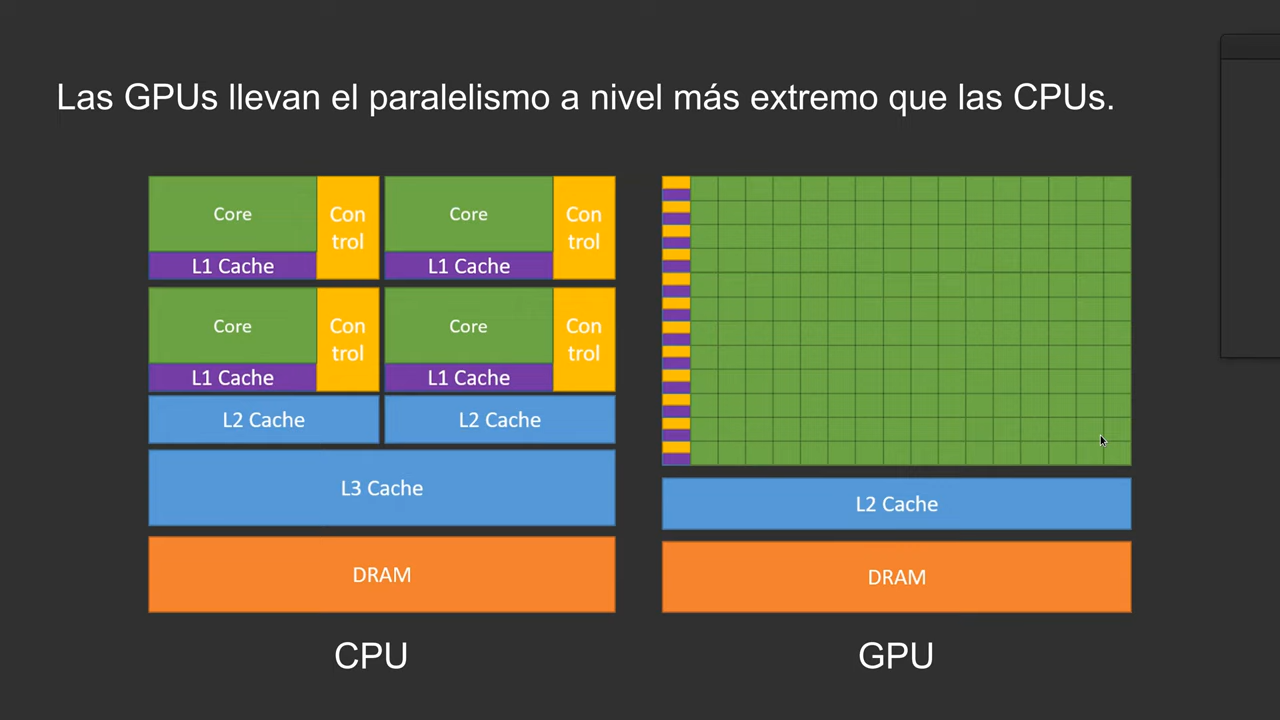 Las GPUs llevan el paralelismo a nivel más extremo que las CPUs.
Core
Con
trol
L1 Cache
Core
Con
trol
L1 Cache
Core
Con
trol
L1 Cache
Core
Con
trol
L1 Cache
L2 Cache
L2 Cache
L3 Cache
DRAM
CPU
L2 Cache
DRAM
GPU